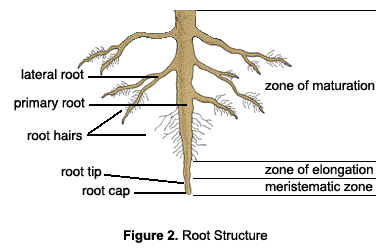 lateral root
zone of maturation
primary root
root hairs
root tip
zone of elongation
root cap
meristematic zone
Figure 2. Root Structure